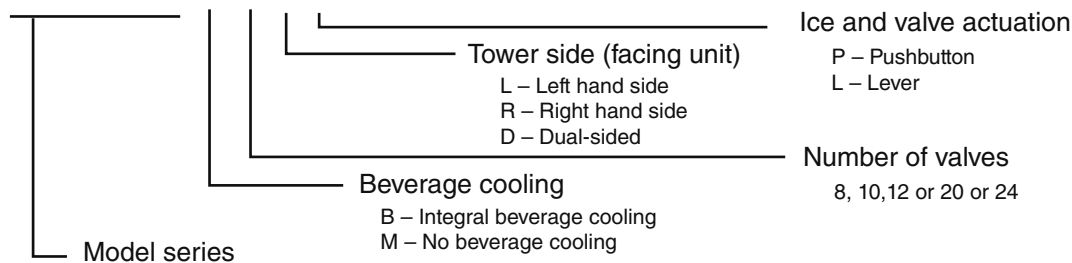 Ice and valve actuation
P – Pushbutton
L – Lever
Tower side (facing unit)
L – Left hand side
R – Right hand side
D – Dual-sided
Number of valves
8, 10,12 or 20 or 24
Beverage cooling
B – Integral beverage cooling
M – No beverage cooling
Model series